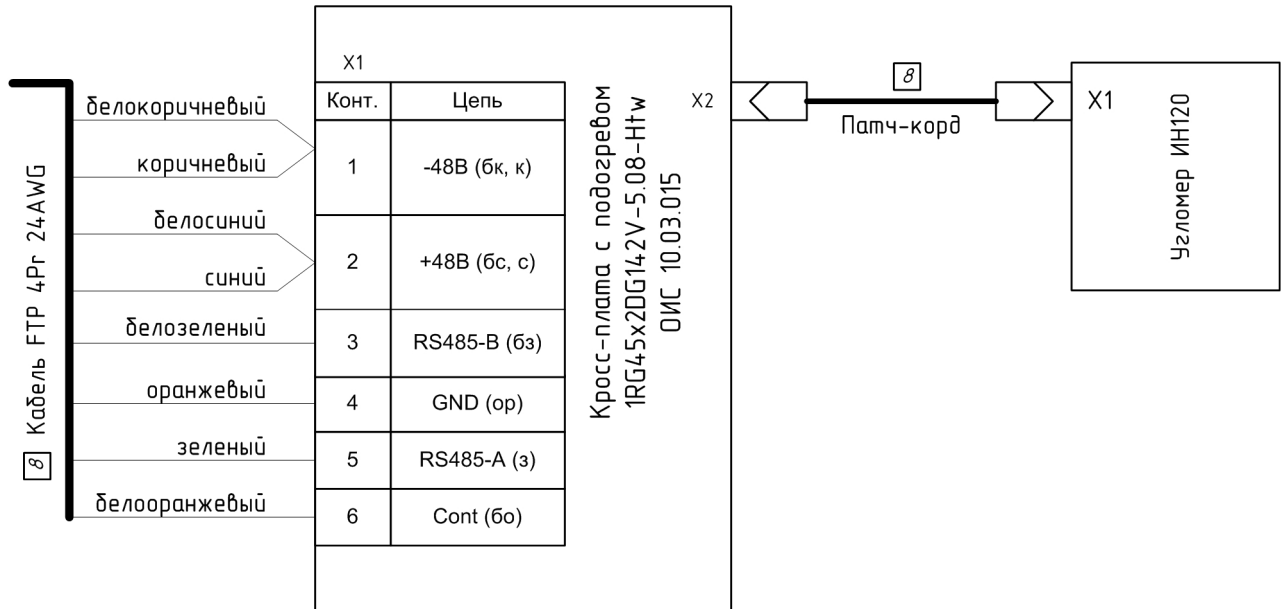 8 Кабель FTP 4Pr 24AWG
белокоричневый
коричневый
белосиний
синий
белозеленый
оранжевый
зеленый
белооранжевый
X1
Конт. Цепь
1 -48В (бк, к)
2 +48В (бс, с)
3 RS485-B (бз)
4 GND (ор)
5 RS485-A (з)
6 Cont (бо)
Кросс-плата с подогревом
1RG45x2DG142V-5.08-Htw
ОИС 10.03.015
X2
8
Патч-корд
X1
Угломер ИН120